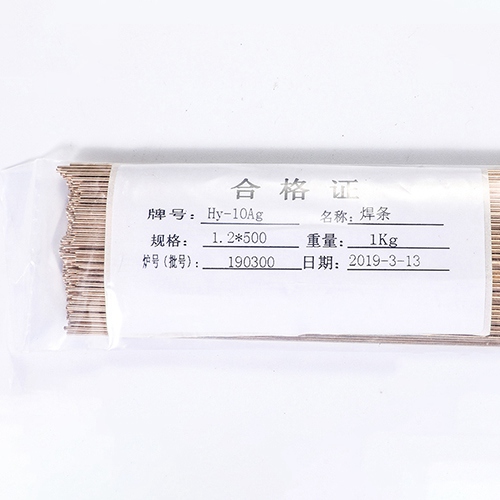 合格证
牌号: Hy-10Ag 名称: 焊条
规格: 1.2*500 重量: 1Kg
炉号(批号): 190300 日期: 2019-3-13